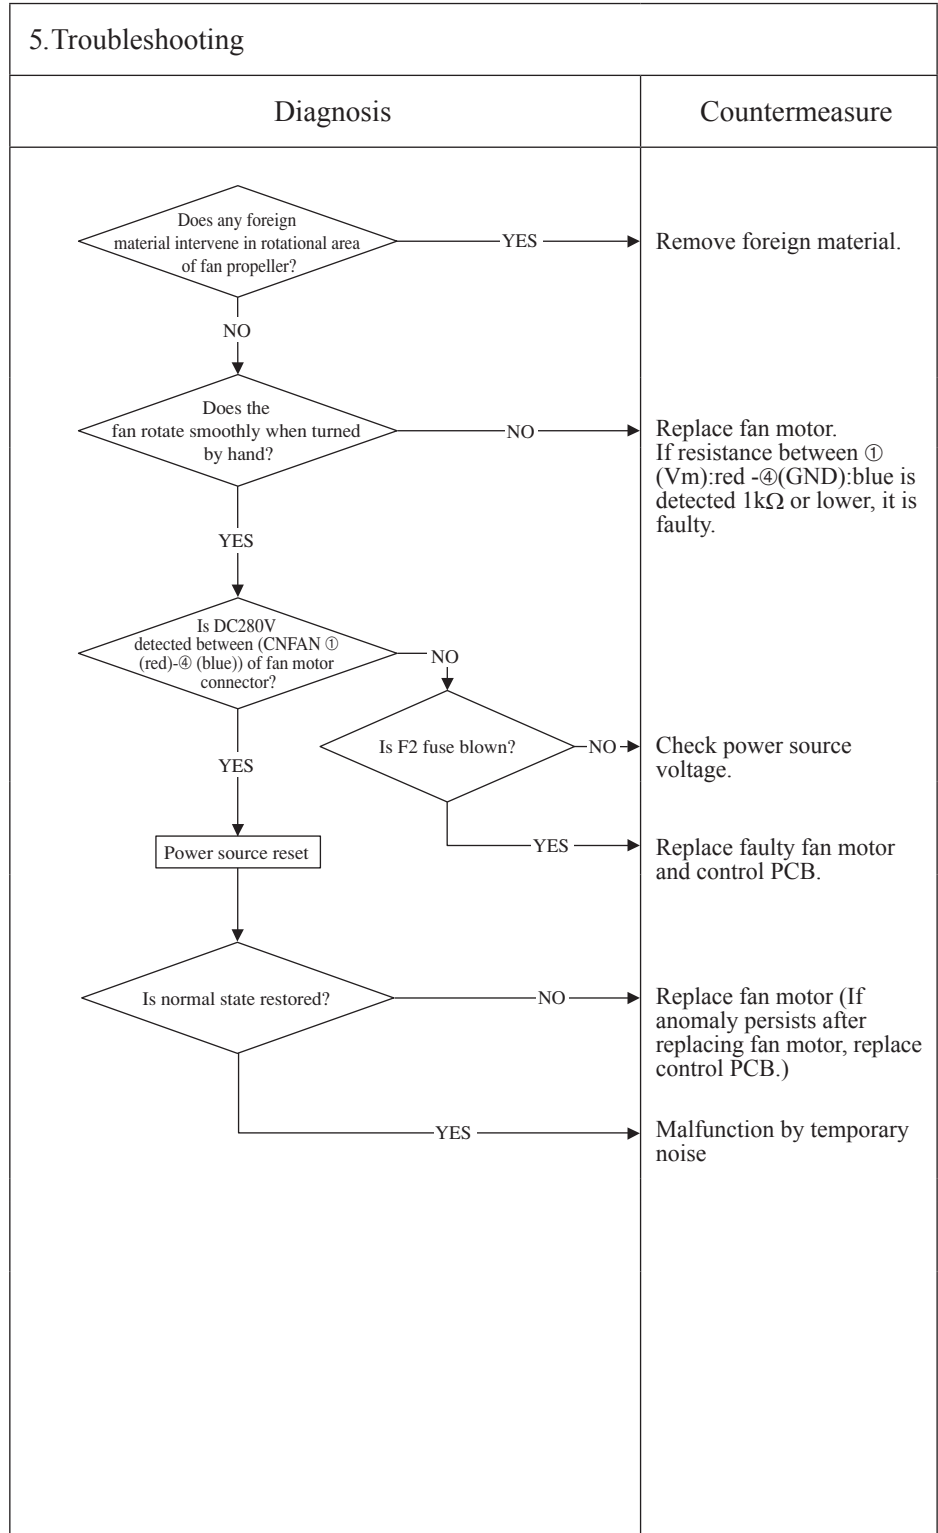 5.Troubleshooting
Diagnosis
Countermeasure
Does any foreign
material intervene in rotational area
of fan propeller?
YES
Remove foreign material.
NO
Does the
fan rotate smoothly when turned
by hand?
NO
Replace fan motor.
If resistance between ①
(Vm):red -④(GND):blue is
detected 1kΩ or lower, it is
faulty.
YES
Is DC280V
detected between (CNFAN ①
(red)-④ (blue)) of fan motor
connector?
NO
Is F2 fuse blown?
NO
Check power source
voltage.
YES
YES
Replace faulty fan motor
and control PCB.
Power source reset
Is normal state restored?
NO
Replace fan motor (If
anomaly persists after
replacing fan motor, replace
control PCB.)
YES
Malfunction by temporary
noise